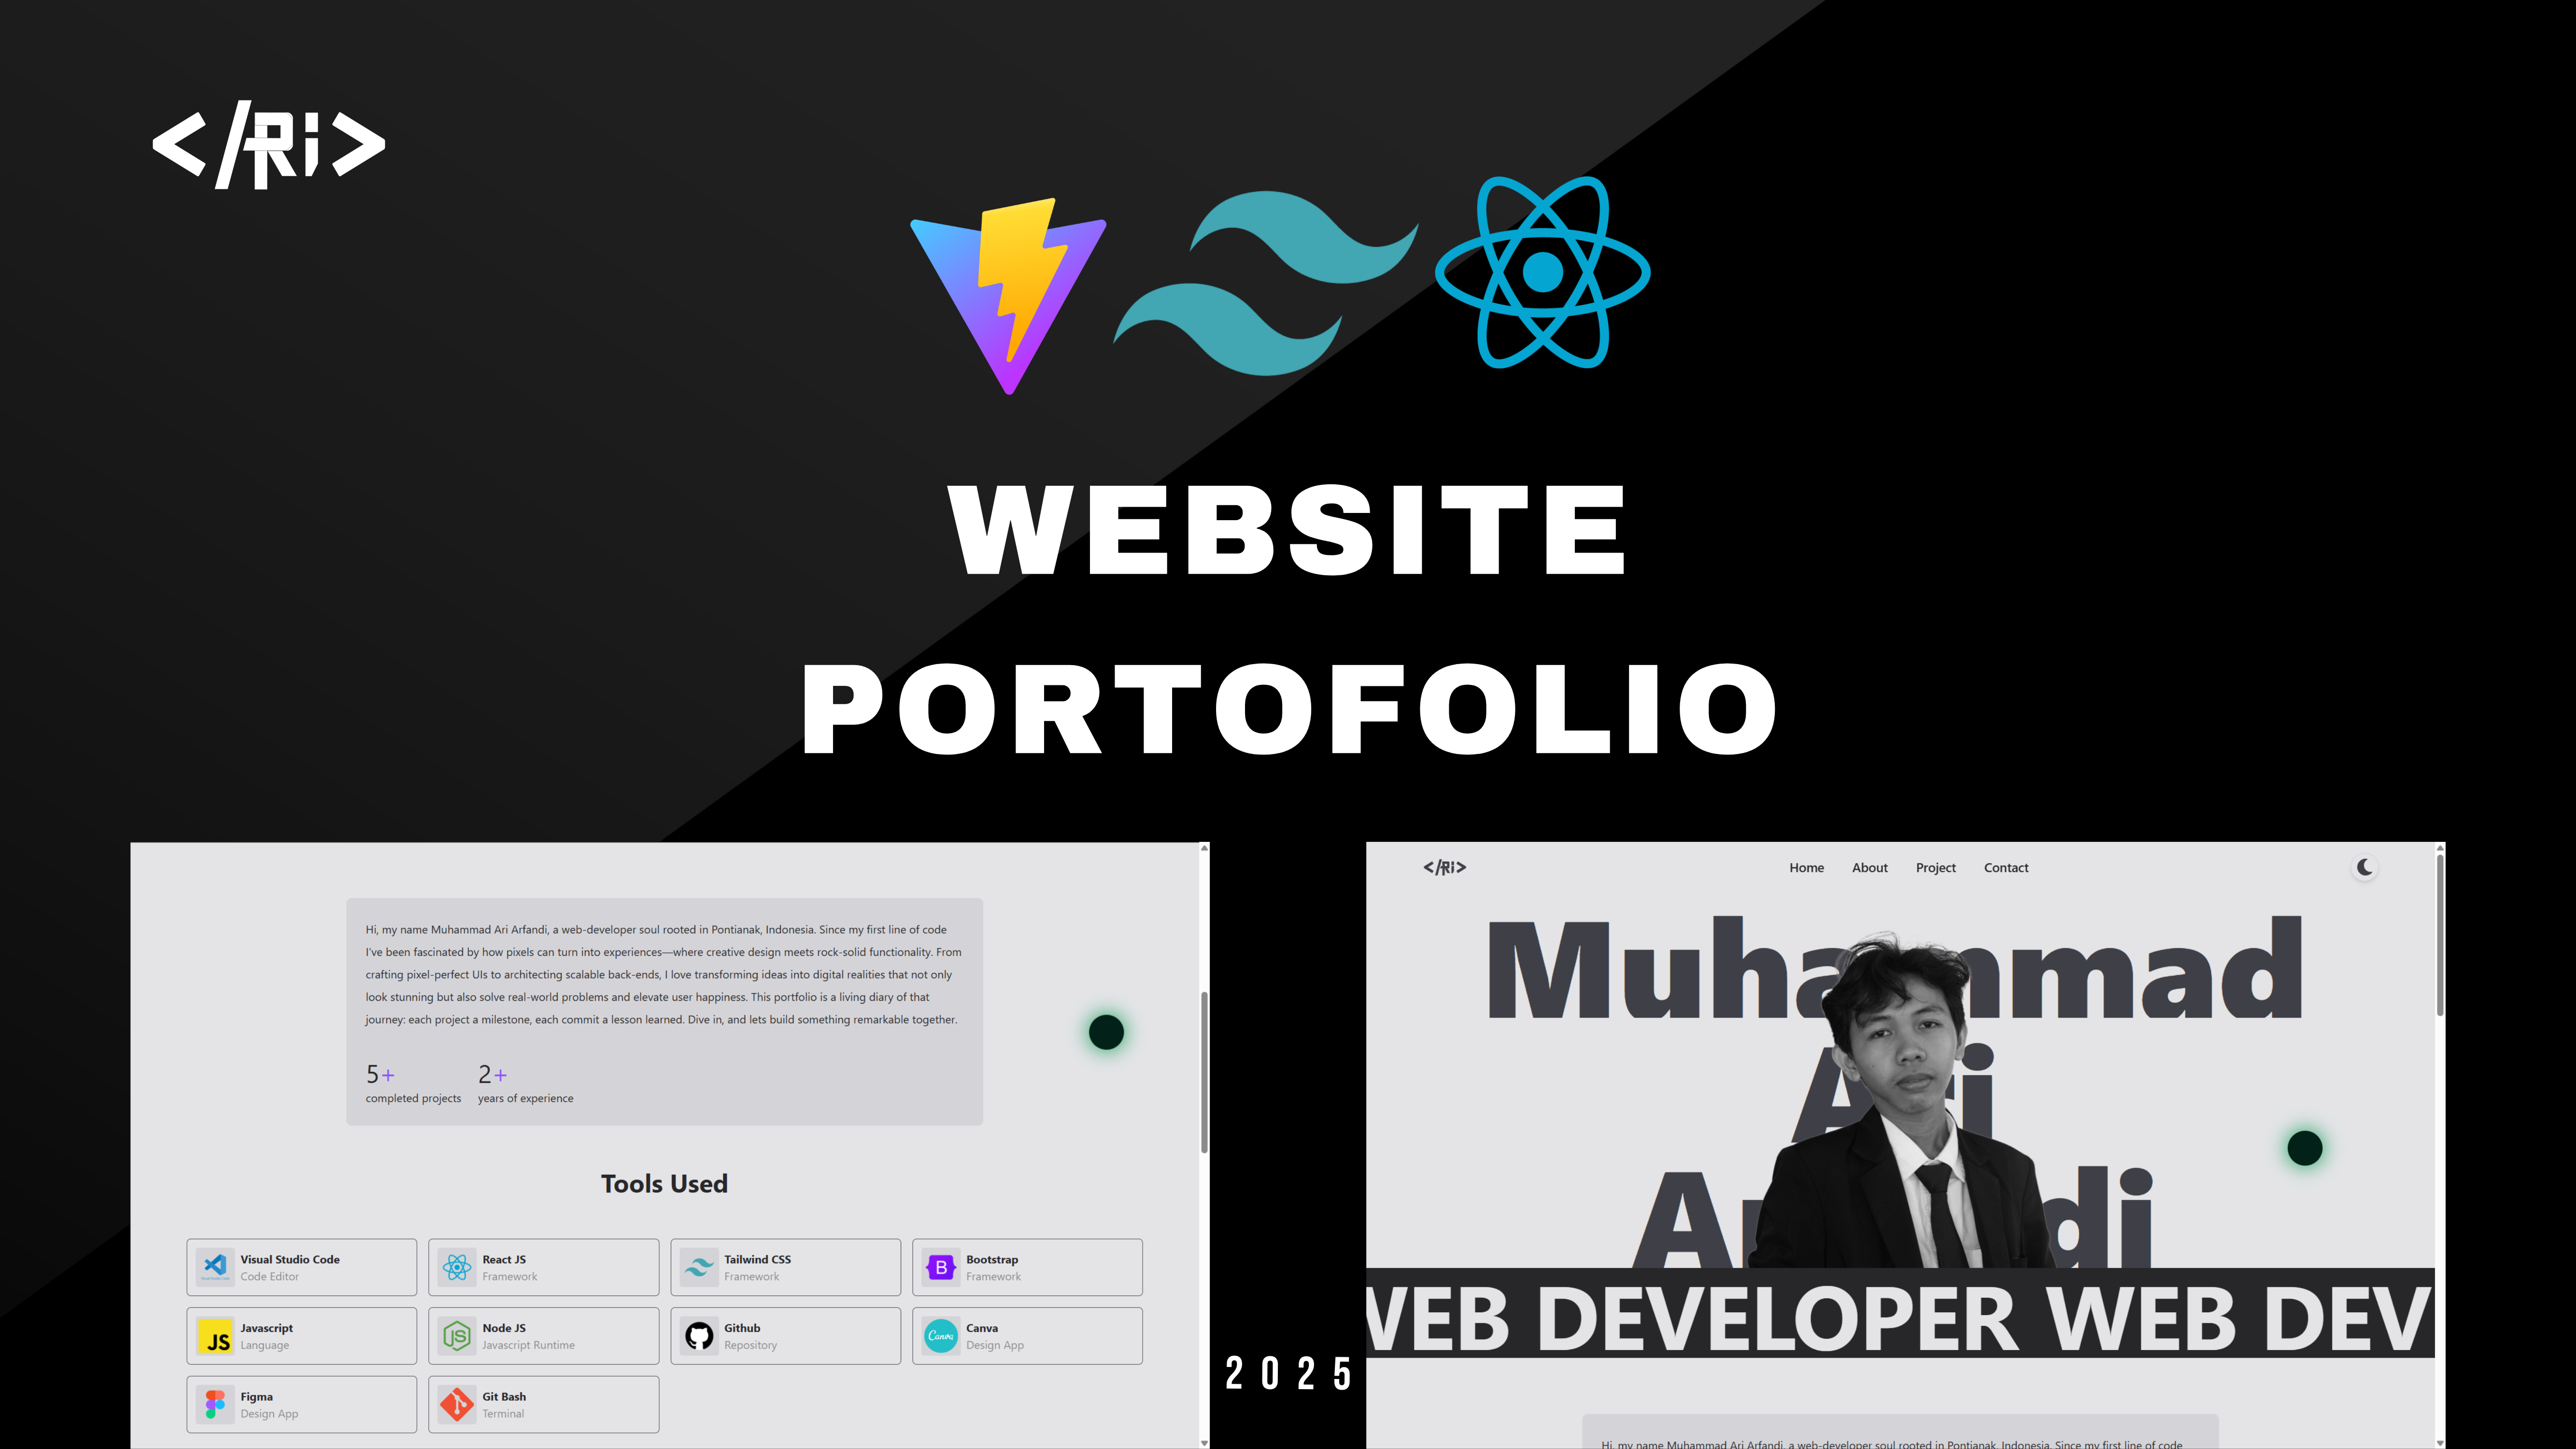 </Ri>
WEBSITE
PORTOFOLIO
Hi, my name Muhammad Ari Arfandi, a web-developer soul rooted in Pontianak, Indonesia. Since my first line of code
I've been fascinated by how pixels can turn into experiences—where creative design meets rock-solid functionality. From
crafting pixel-perfect UIs to architecting scalable back-ends, I love transforming ideas into digital realities that not only
look stunning but also solve real-world problems and elevate user happiness. This portfolio is a living diary of that
journey: each project a milestone, each commit a lesson learned. Dive in, and lets build something remarkable together.
5+
completed projects
2+
years of experience
Tools Used
Visual Studio Code
Code Editor
React JS
Framework
Tailwind CSS
Framework
B
Bootstrap
Framework
JS
Javascript
Language
JS
Node JS
Javascript Runtime
Github
Repository
Canva
Canva
Design App
Figma
Design App
Git Bash
Terminal
2025
</Ri>
Home About Project Contact
Muhammad
Ari
Arfandi
WEB DEVELOPER WEB DEV
Hi, my name Muhammad Ari Arfandi, a web-developer soul rooted in Pontianak, Indonesia. Since my first line of code